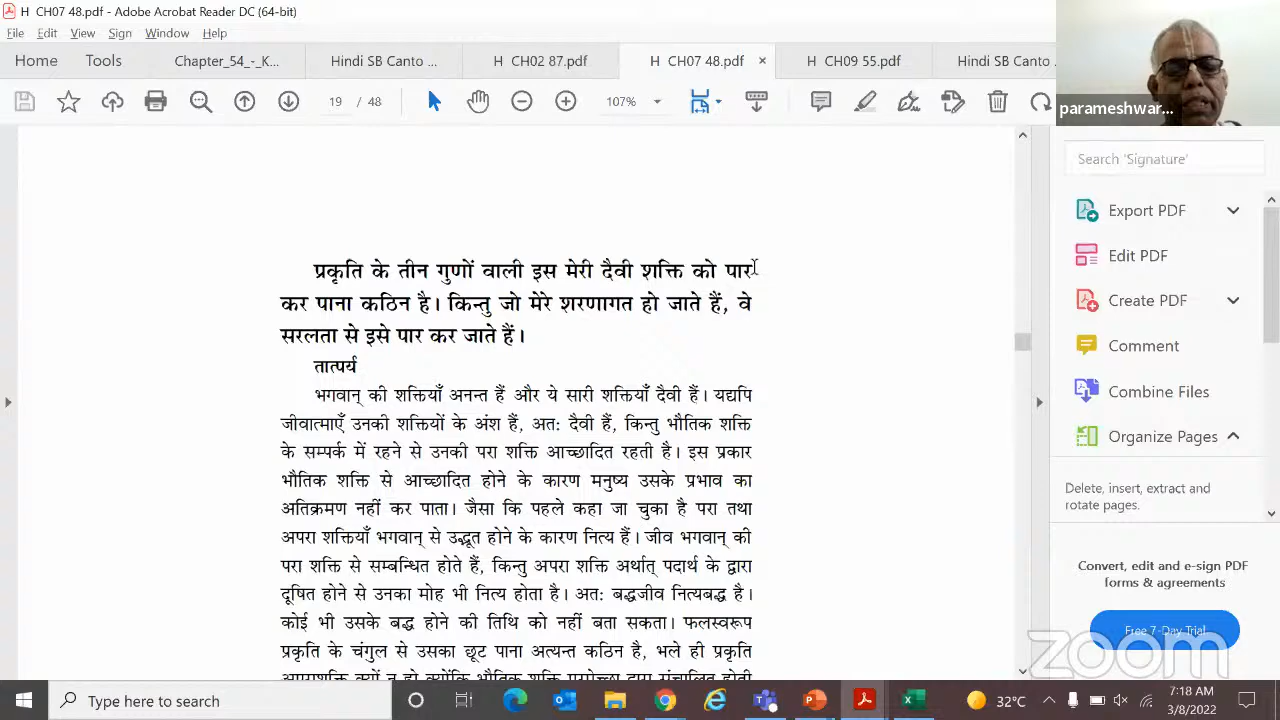 H CH07 48.pdf - Adobe Acrobat Reader DC (64-bit)
File Edit View Sign Window Help
Home Tools Chapter_54_-_K... Hindi SB Canto ... H CH02 87.pdf H CH07 48.pdf × H CH09 55.pdf Hindi SB Canto
19 / 48 107%
parameshwar...
Search 'Signature'
Export PDF
Edit PDF
Create PDF
Comment
Combine Files
Organize Pages
Delete, insert, extract and
rotate pages.
Convert, edit and e-sign PDF
forms & agreements
Free 7-Day Trial
प्रकृति के तीन गुणों वाली इस मेरी दैवी शक्ति को पार
कर पाना कठिन है। किन्तु जो मेरे शरणागत हो जाते हैं, वे
सरलता से इसे पार कर जाते हैं।
तात्पर्य
भगवान् की शक्तियाँ अनन्त हैं और ये सारी शक्तियाँ दैवी हैं। यद्यपि
जीवात्माएँ उनकी शक्तियों के अंश हैं, अत: दैवी हैं, किन्तु भौतिक शक्ति
के सम्पर्क में रहने से उनकी परा शक्ति आच्छादित रहती है। इस प्रकार
भौतिक शक्ति से आच्छादित होने के कारण मनुष्य उसके प्रभाव का
अतिक्रमण नहीं कर पाता। जैसा कि पहले कहा जा चुका है परा तथा
अपरा शक्तियाँ भगवान् से उद्भूत होने के कारण नित्य हैं। जीव भगवान् की
परा शक्ति से सम्बन्धित होते हैं, किन्तु अपरा शक्ति अर्थात् पदार्थ के द्वारा
दूषित होने से उनका मोह भी नित्य होता है। अत: बद्धजीव नित्यबद्ध है।
कोई भी उसके बद्ध होने की तिथि को नहीं बता सकता। फलस्वरूप
प्रकृति के चंगुल से उसका छूट पाना अत्यन्त कठिन है, भले ही प्रकृति
zoom
Type here to search
32°C
7:18 AM
3/8/2022